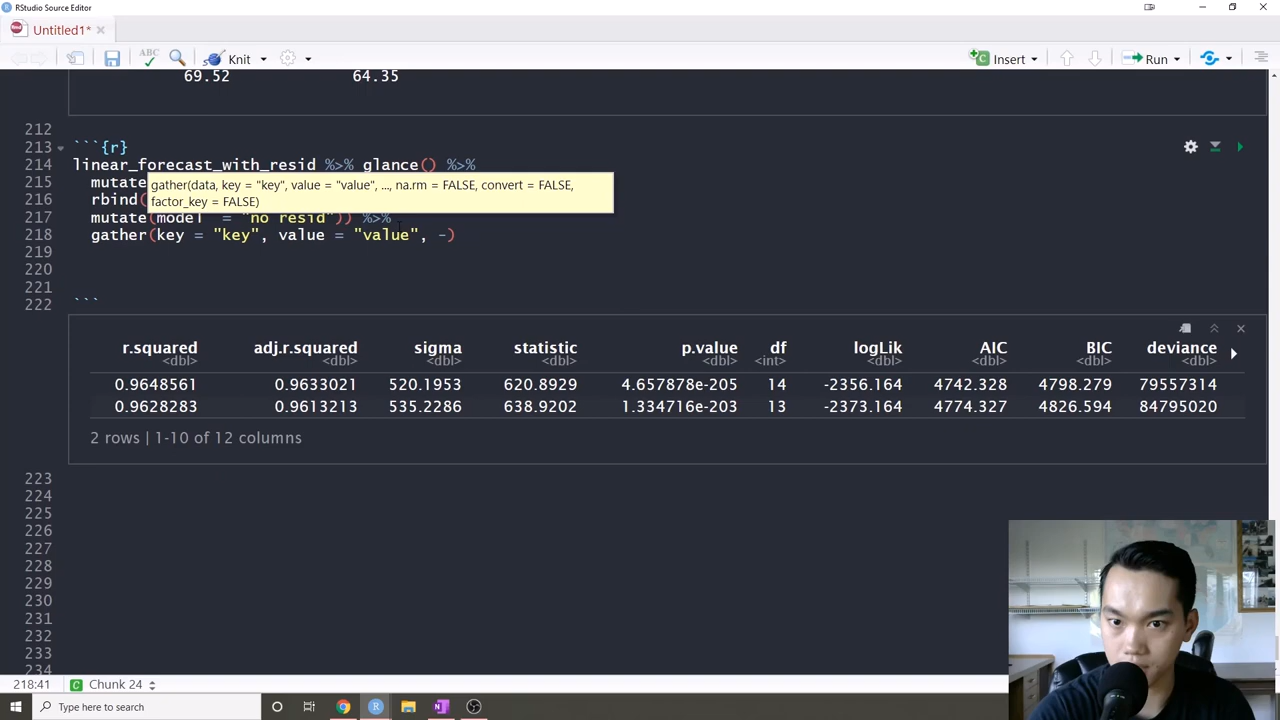 RStudio Source Editor
Untitled1*
ABC
Knit
Insert
Run
69.52 64.35
212
213 ```{r}
214 linear_forecast_with_resid %>% glance() %>%
215 mutate
gather(data, key = "key", value = "value", ..., na.rm = FALSE, convert = FALSE,
factor_key = FALSE)
216 rbind(
217 mutate(model = "no resid")) %>%
218 gather(key = "key", value = "value", -)
219
220
221
222 ```
r.squared adj.r.squared sigma statistic p.value df logLik AIC BIC deviance
<dbl> <dbl> <dbl> <dbl> <dbl> <int> <dbl> <dbl> <dbl> <dbl>
0.9648561 0.9633021 520.1953 620.8929 4.657878e-205 14 -2356.164 4742.328 4798.279 79557314
0.9628283 0.9613213 535.2286 638.9202 1.334716e-203 13 -2373.164 4774.327 4826.594 84795020
2 rows | 1-10 of 12 columns
223
224
225
226
227
228
229
230
231
232
233
234
218:41 C Chunk 24
Type here to search